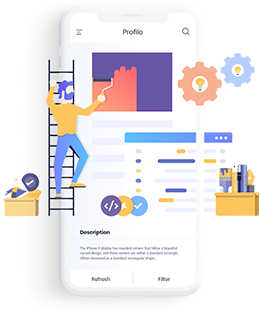 Profile
</>
Description
The iPhone X display has rounded corners that follow a beautiful
curved design, and these corners are within a standard rectangle.
When measured as a standard rectangular shape...
Refresh
Filter